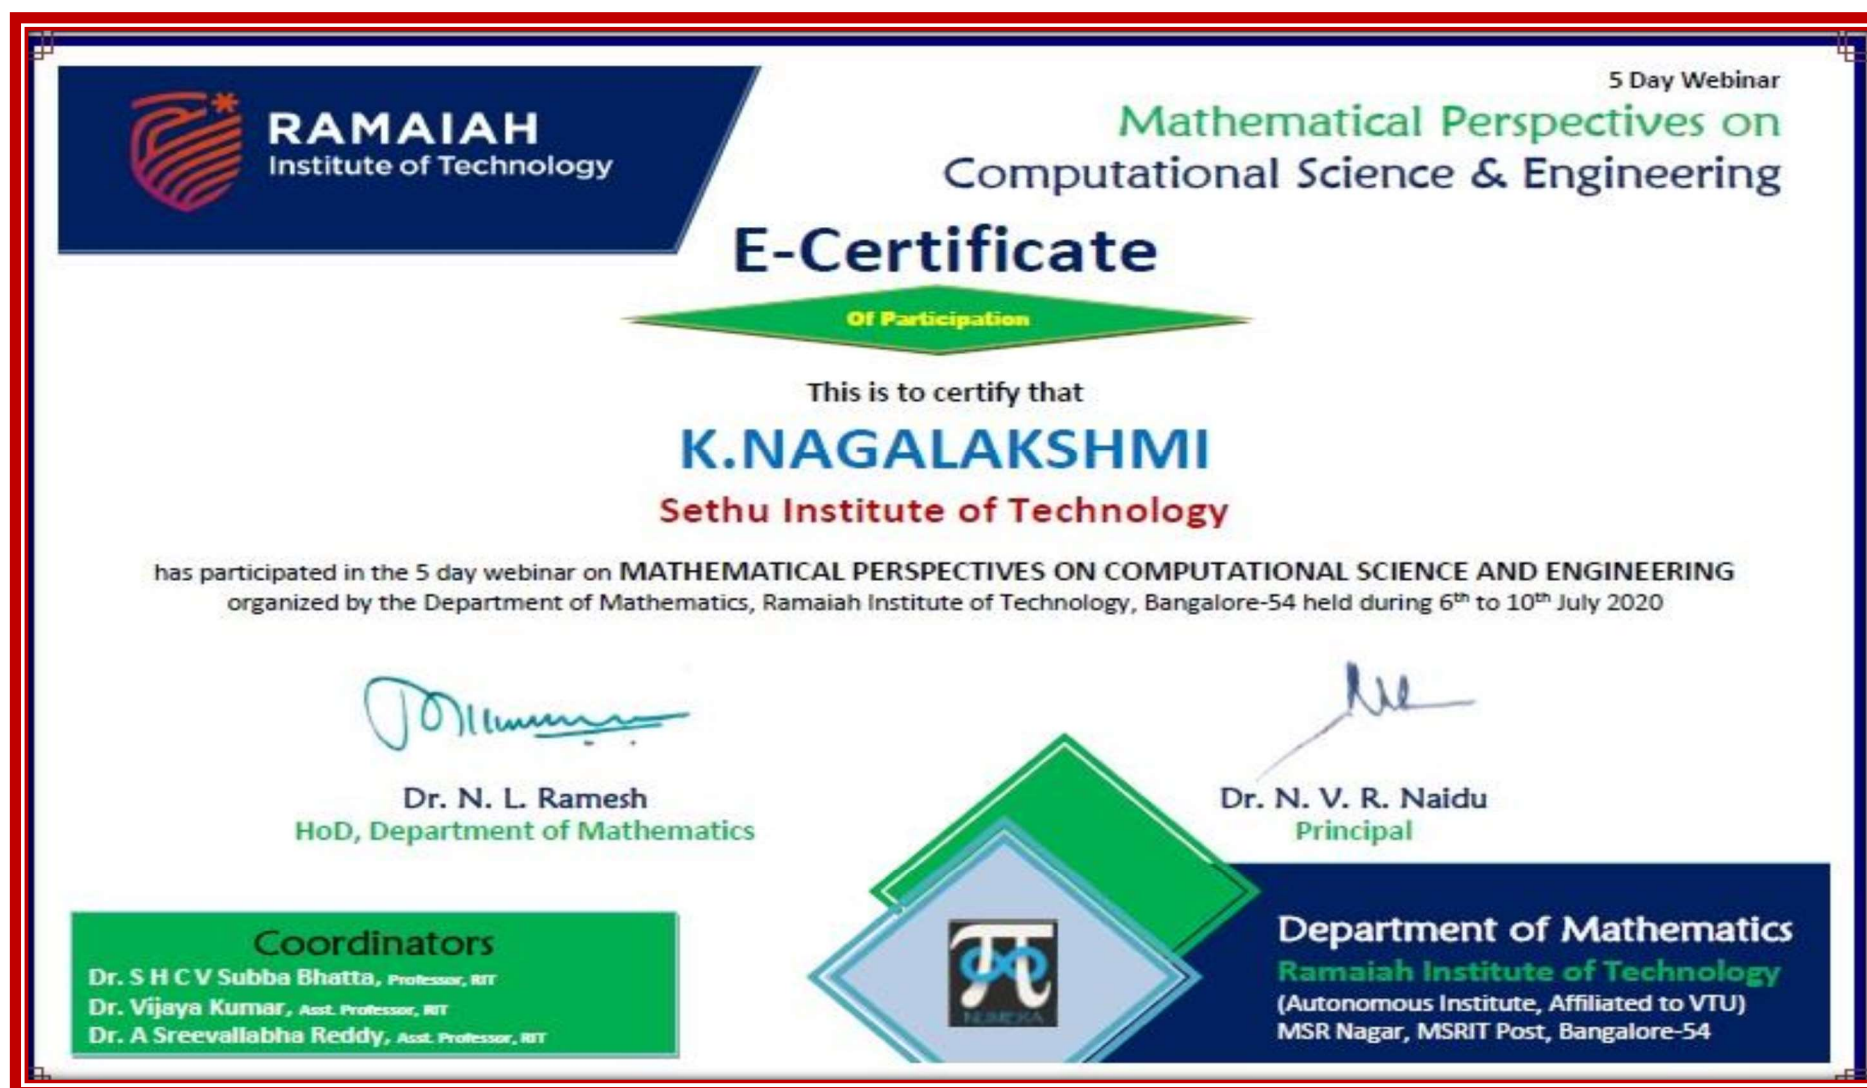 RAMAIAH
Institute of Technology
5 Day Webinar
Mathematical Perspectives on
Computational Science & Engineering
E-Certificate
Of Participation
This is to certify that
K.NAGALAKSHMI
Sethu Institute of Technology
has participated in the 5 day webinar on MATHEMATICAL PERSPECTIVES ON COMPUTATIONAL SCIENCE AND ENGINEERING
organized by the Department of Mathematics, Ramaiah Institute of Technology, Bangalore-54 held during 6th to 10th July 2020
Dr. N. L. Ramesh
HoD, Department of Mathematics
Dr. N. V. R. Naidu
Principal
Coordinators
Dr. S H C V Subba Bhatta, Professor, RIT
Dr. Vijaya Kumar, Asst. Professor, RIT
Dr. A Sreevallabha Reddy, Asst. Professor, RIT
π
Department of Mathematics
Ramaiah Institute of Technology
(Autonomous Institute, Affiliated to VTU)
MSR Nagar, MSRIT Post, Bangalore-54